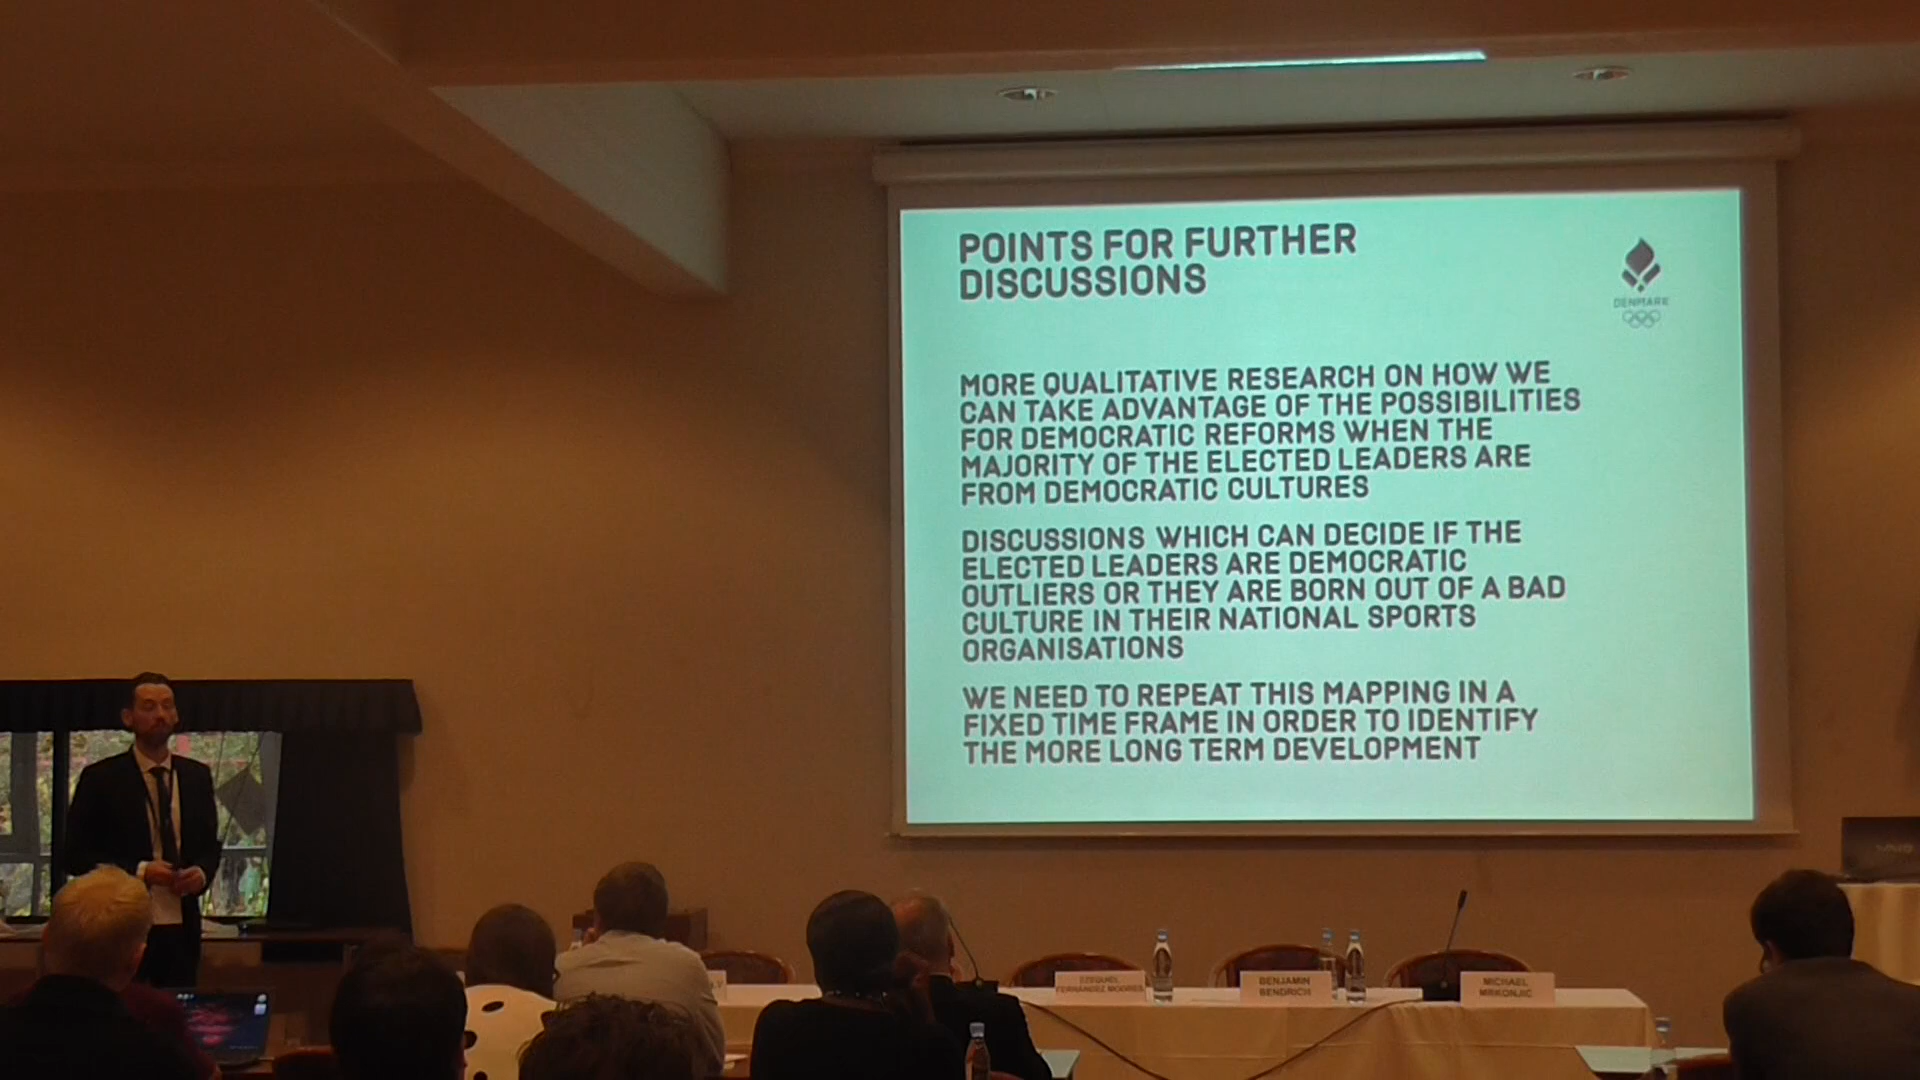 POINTS FOR FURTHER
DISCUSSIONS
DENMARK
MORE QUALITATIVE RESEARCH ON HOW WE
CAN TAKE ADVANTAGE OF THE POSSIBILITIES
FOR DEMOCRATIC REFORMS WHEN THE
MAJORITY OF THE ELECTED LEADERS ARE
FROM DEMOCRATIC CULTURES
DISCUSSIONS WHICH CAN DECIDE IF THE
ELECTED LEADERS ARE DEMOCRATIC
OUTLIERS OR THEY ARE BORN OUT OF A BAD
CULTURE IN THEIR NATIONAL SPORTS
ORGANISATIONS
WE NEED TO REPEAT THIS MAPPING IN A
FIXED TIME FRAME IN ORDER TO IDENTIFY
THE MORE LONG TERM DEVELOPMENT
EZEQUIEL
FERNÁNDEZ MOORES
BENJAMIN
BENDRICH
MICHAEL
MRKONJIC